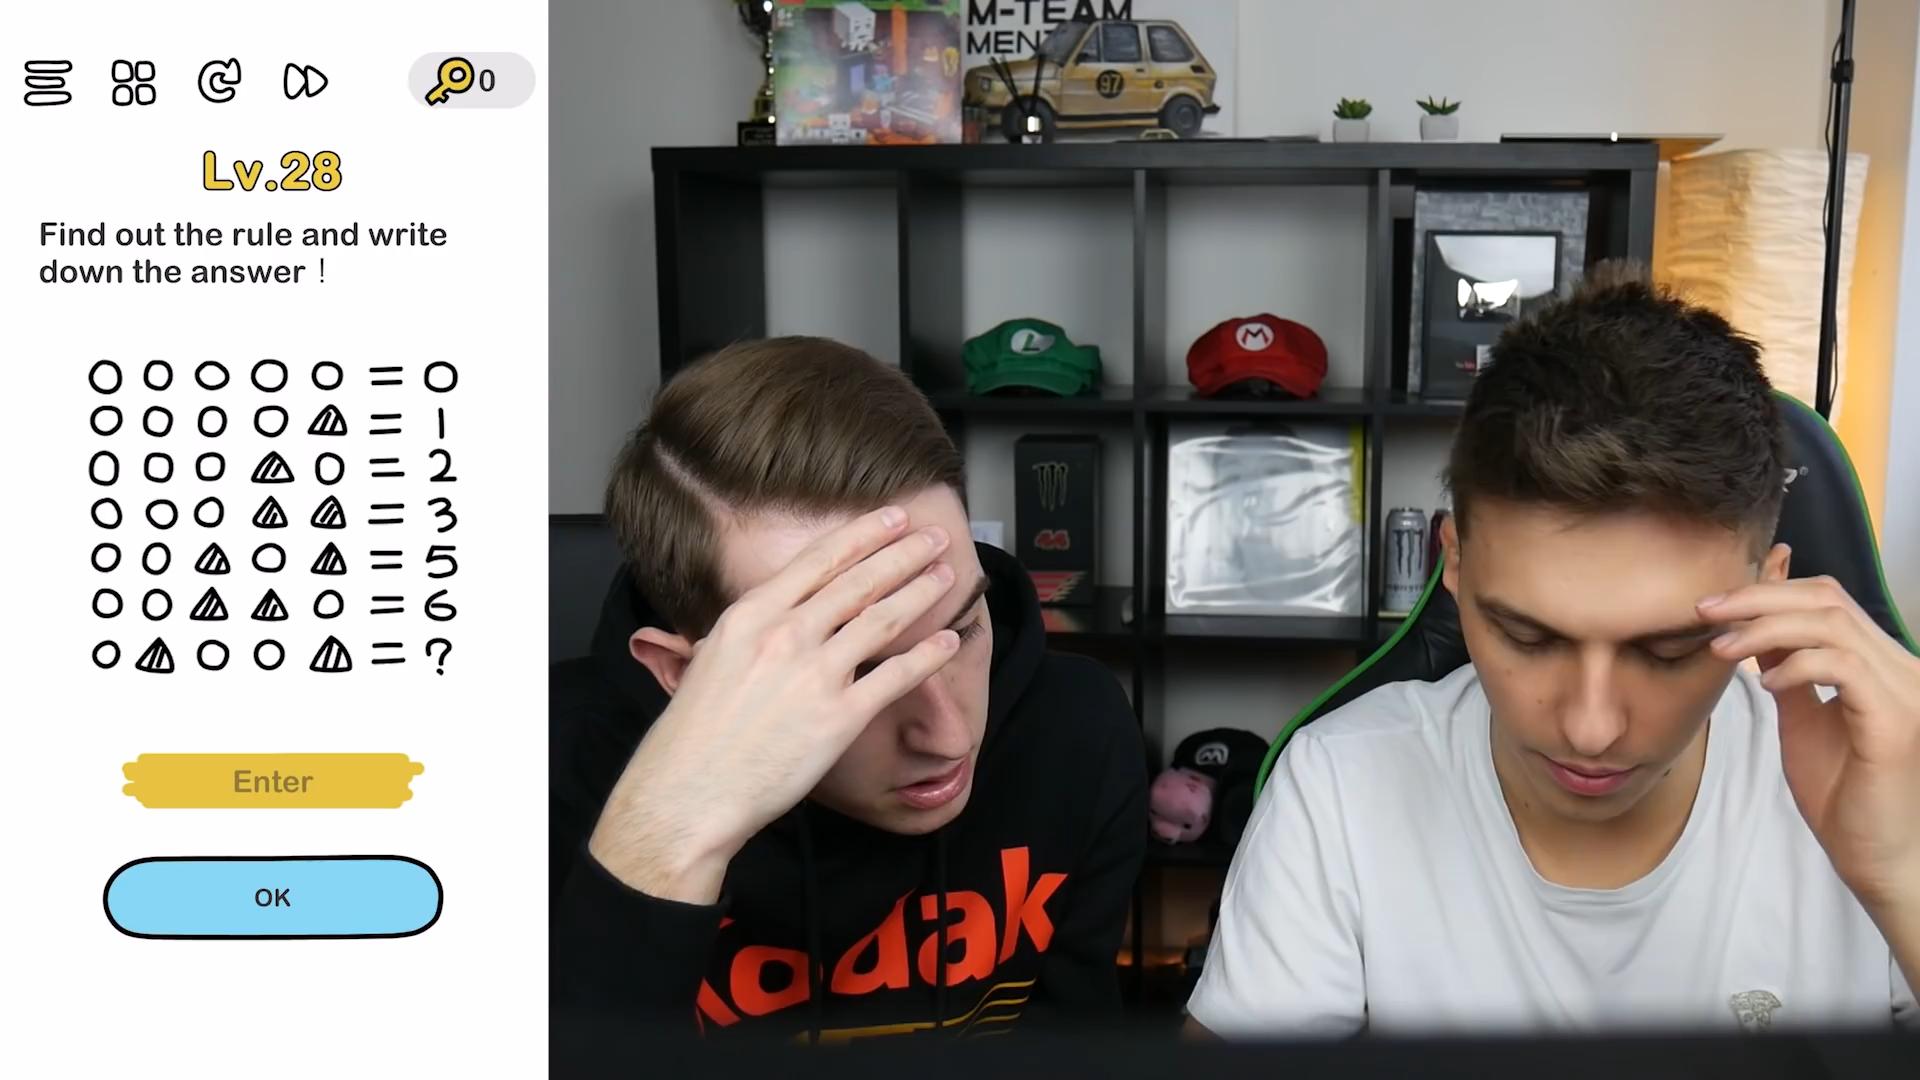 0
Lv.28
Find out the rule and write
down the answer !
= 0
= 1
= 2
= 3
= 5
= 6
= ?
Enter
OK
M-TEAM
97
L
M
Kodak